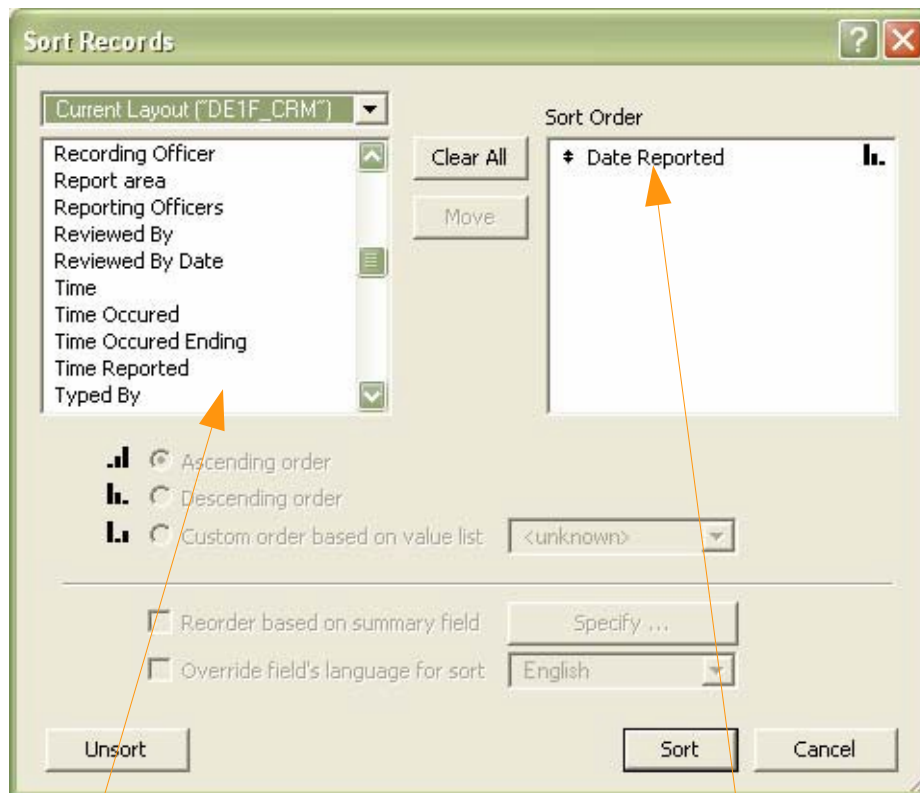 Sort Records
Current Layout ("DE1F_CRM")
Sort Order
Recording Officer
Report area
Reporting Officers
Reviewed By
Reviewed By Date
Time
Time Occured
Time Occured Ending
Time Reported
Typed By
Clear All
Move
Date Reported
Ascending order
Descending order
Custom order based on value list <unknown>
Reorder based on summary field Specify ...
Override field's language for sort English
Unsort Sort Cancel